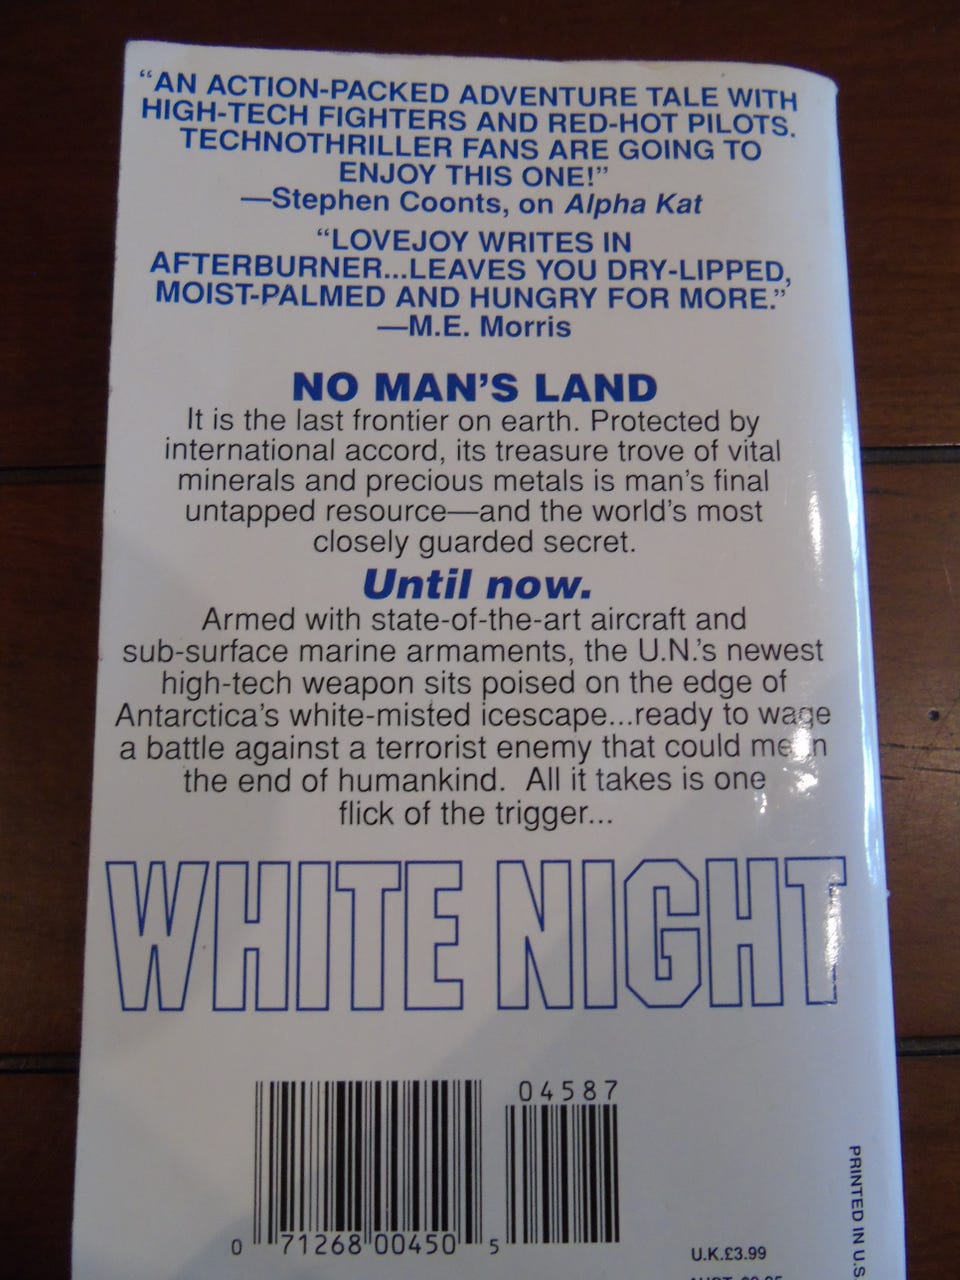 “AN ACTION-PACKED ADVENTURE TALE WITH
HIGH-TECH FIGHTERS AND RED-HOT PILOTS.
TECHNOTHRILLER FANS ARE GOING TO
ENJOY THIS ONE!”
—Stephen Coonts, on Alpha Kat
“LOVEJOY WRITES IN
AFTERBURNER...LEAVES YOU DRY-LIPPED,
MOIST-PALMED AND HUNGRY FOR MORE.”
—M.E. Morris
NO MAN’S LAND
It is the last frontier on earth. Protected by
international accord, its treasure trove of vital
minerals and precious metals is man’s final
untapped resource—and the world’s most
closely guarded secret.
Until now.
Armed with state-of-the-art aircraft and
sub-surface marine armaments, the U.N.’s newest
high-tech weapon sits poised on the edge of
Antarctica’s white-misted icescape...ready to wage
a battle against a terrorist enemy that could mean
the end of humankind. All it takes is one
flick of the trigger...
WHITE NIGHT
04587
0 71268 00450 5
U.K.£3.99
PRINTED IN U.S